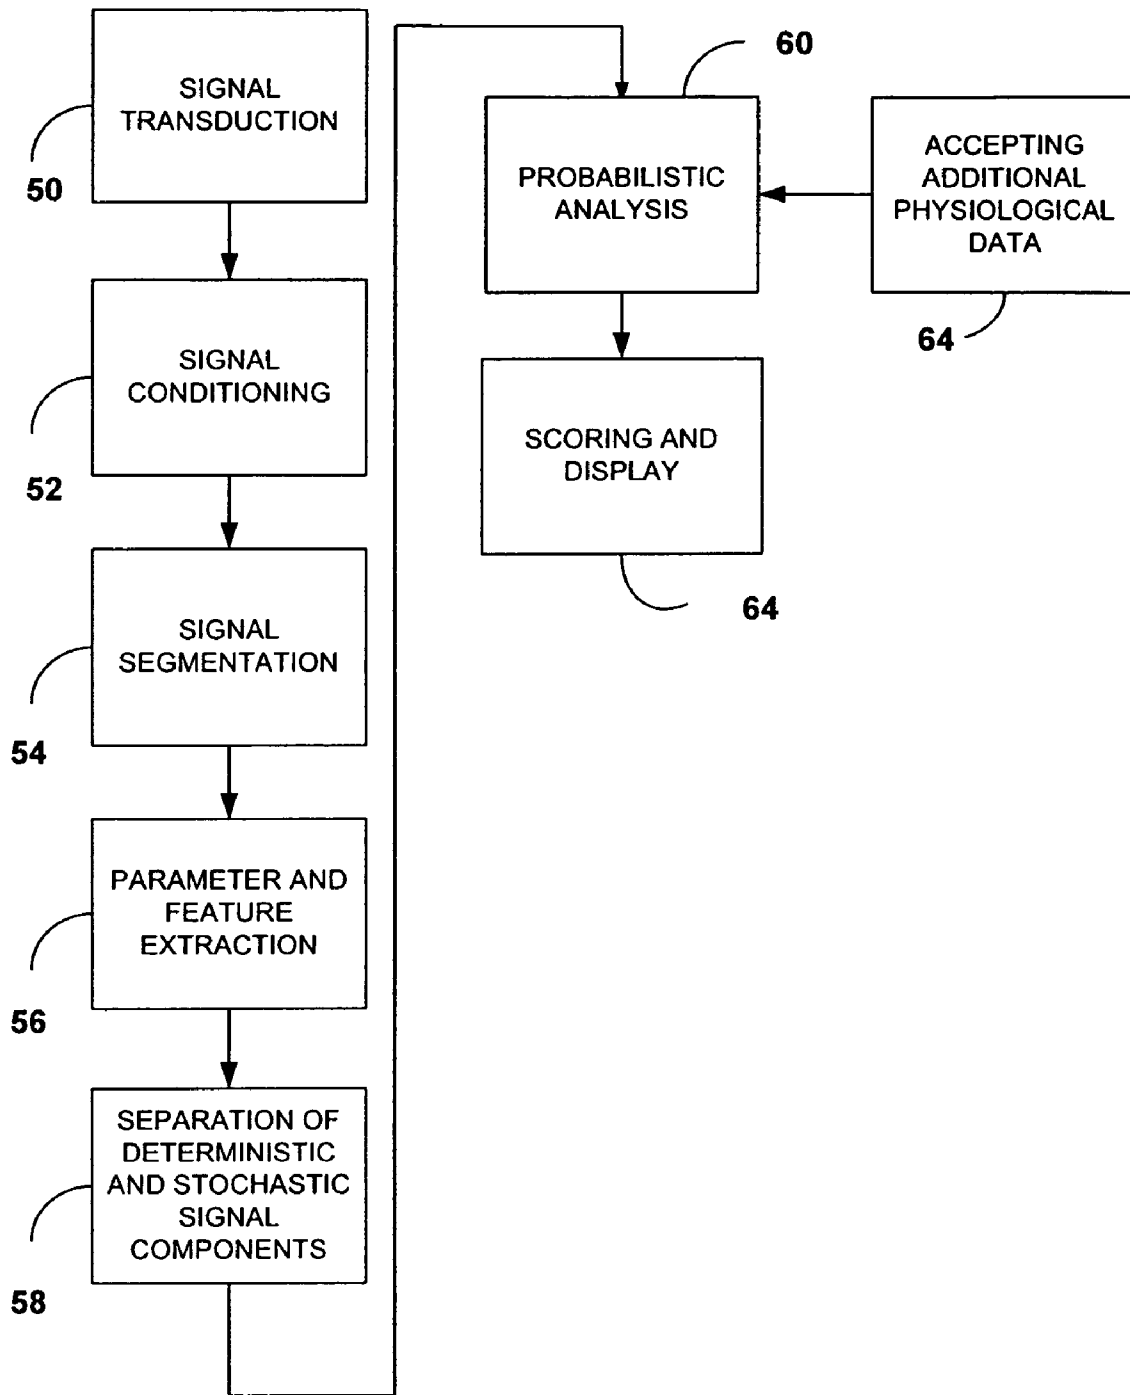 SIGNAL
TRANSDUCTION
50
SIGNAL
CONDITIONING
52
SIGNAL
SEGMENTATION
54
PARAMETER AND
FEATURE
EXTRACTION
56
SEPARATION OF
DETERMINISTIC
AND STOCHASTIC
SIGNAL
COMPONENTS
58
60
PROBABILISTIC
ANALYSIS
ACCEPTING
ADDITIONAL
PHYSIOLOGICAL
DATA
64
SCORING AND
DISPLAY
64